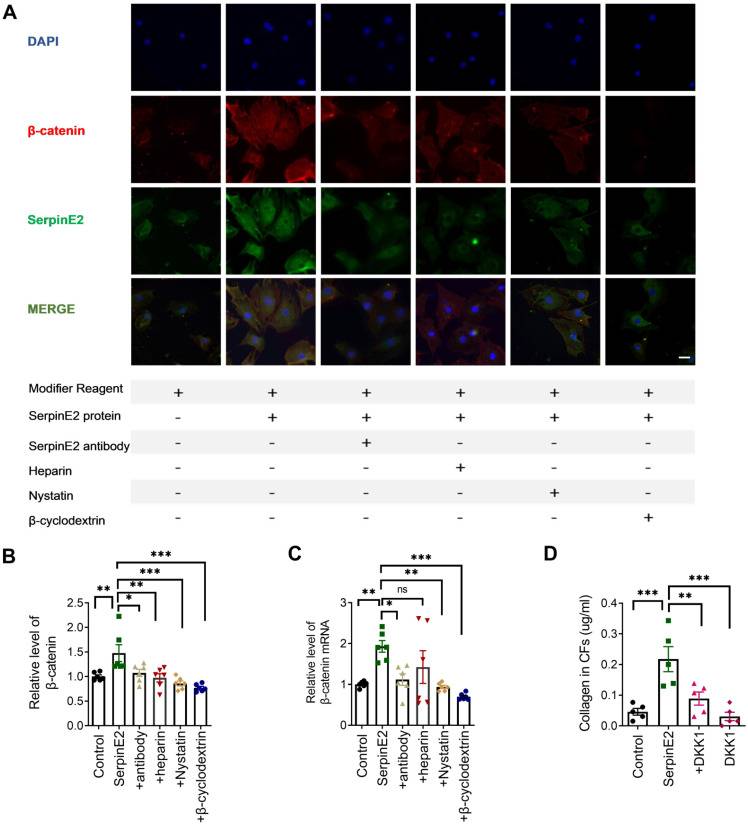 A
DAPI
β-catenin
SerpinE2
MERGE
Modifier Reagent + + + + + +
SerpinE2 protein - + + + + +
SerpinE2 antibody - - + - - -
Heparin - - - + - -
Nystatin - - - - + -
β-cyclodextrin - - - - - +
B
***
***
**
**
*
Relative level of
β-catenin
2.5
2.0
1.5
1.0
0.5
0.0
Control
SerpinE2
+antibody
+heparin
+Nystatin
+β-cyclodextrin
C
***
**
ns
**
*
Relative level of
β-catenin mRNA
3
2
1
0
Control
SerpinE2
+antibody
+heparin
+Nystatin
+β-cyclodextrin
D
***
***
**
Collagen in CFs (ug/ml)
0.4
0.3
0.2
0.1
0.0
Control
SerpinE2
+DKK1
DKK1